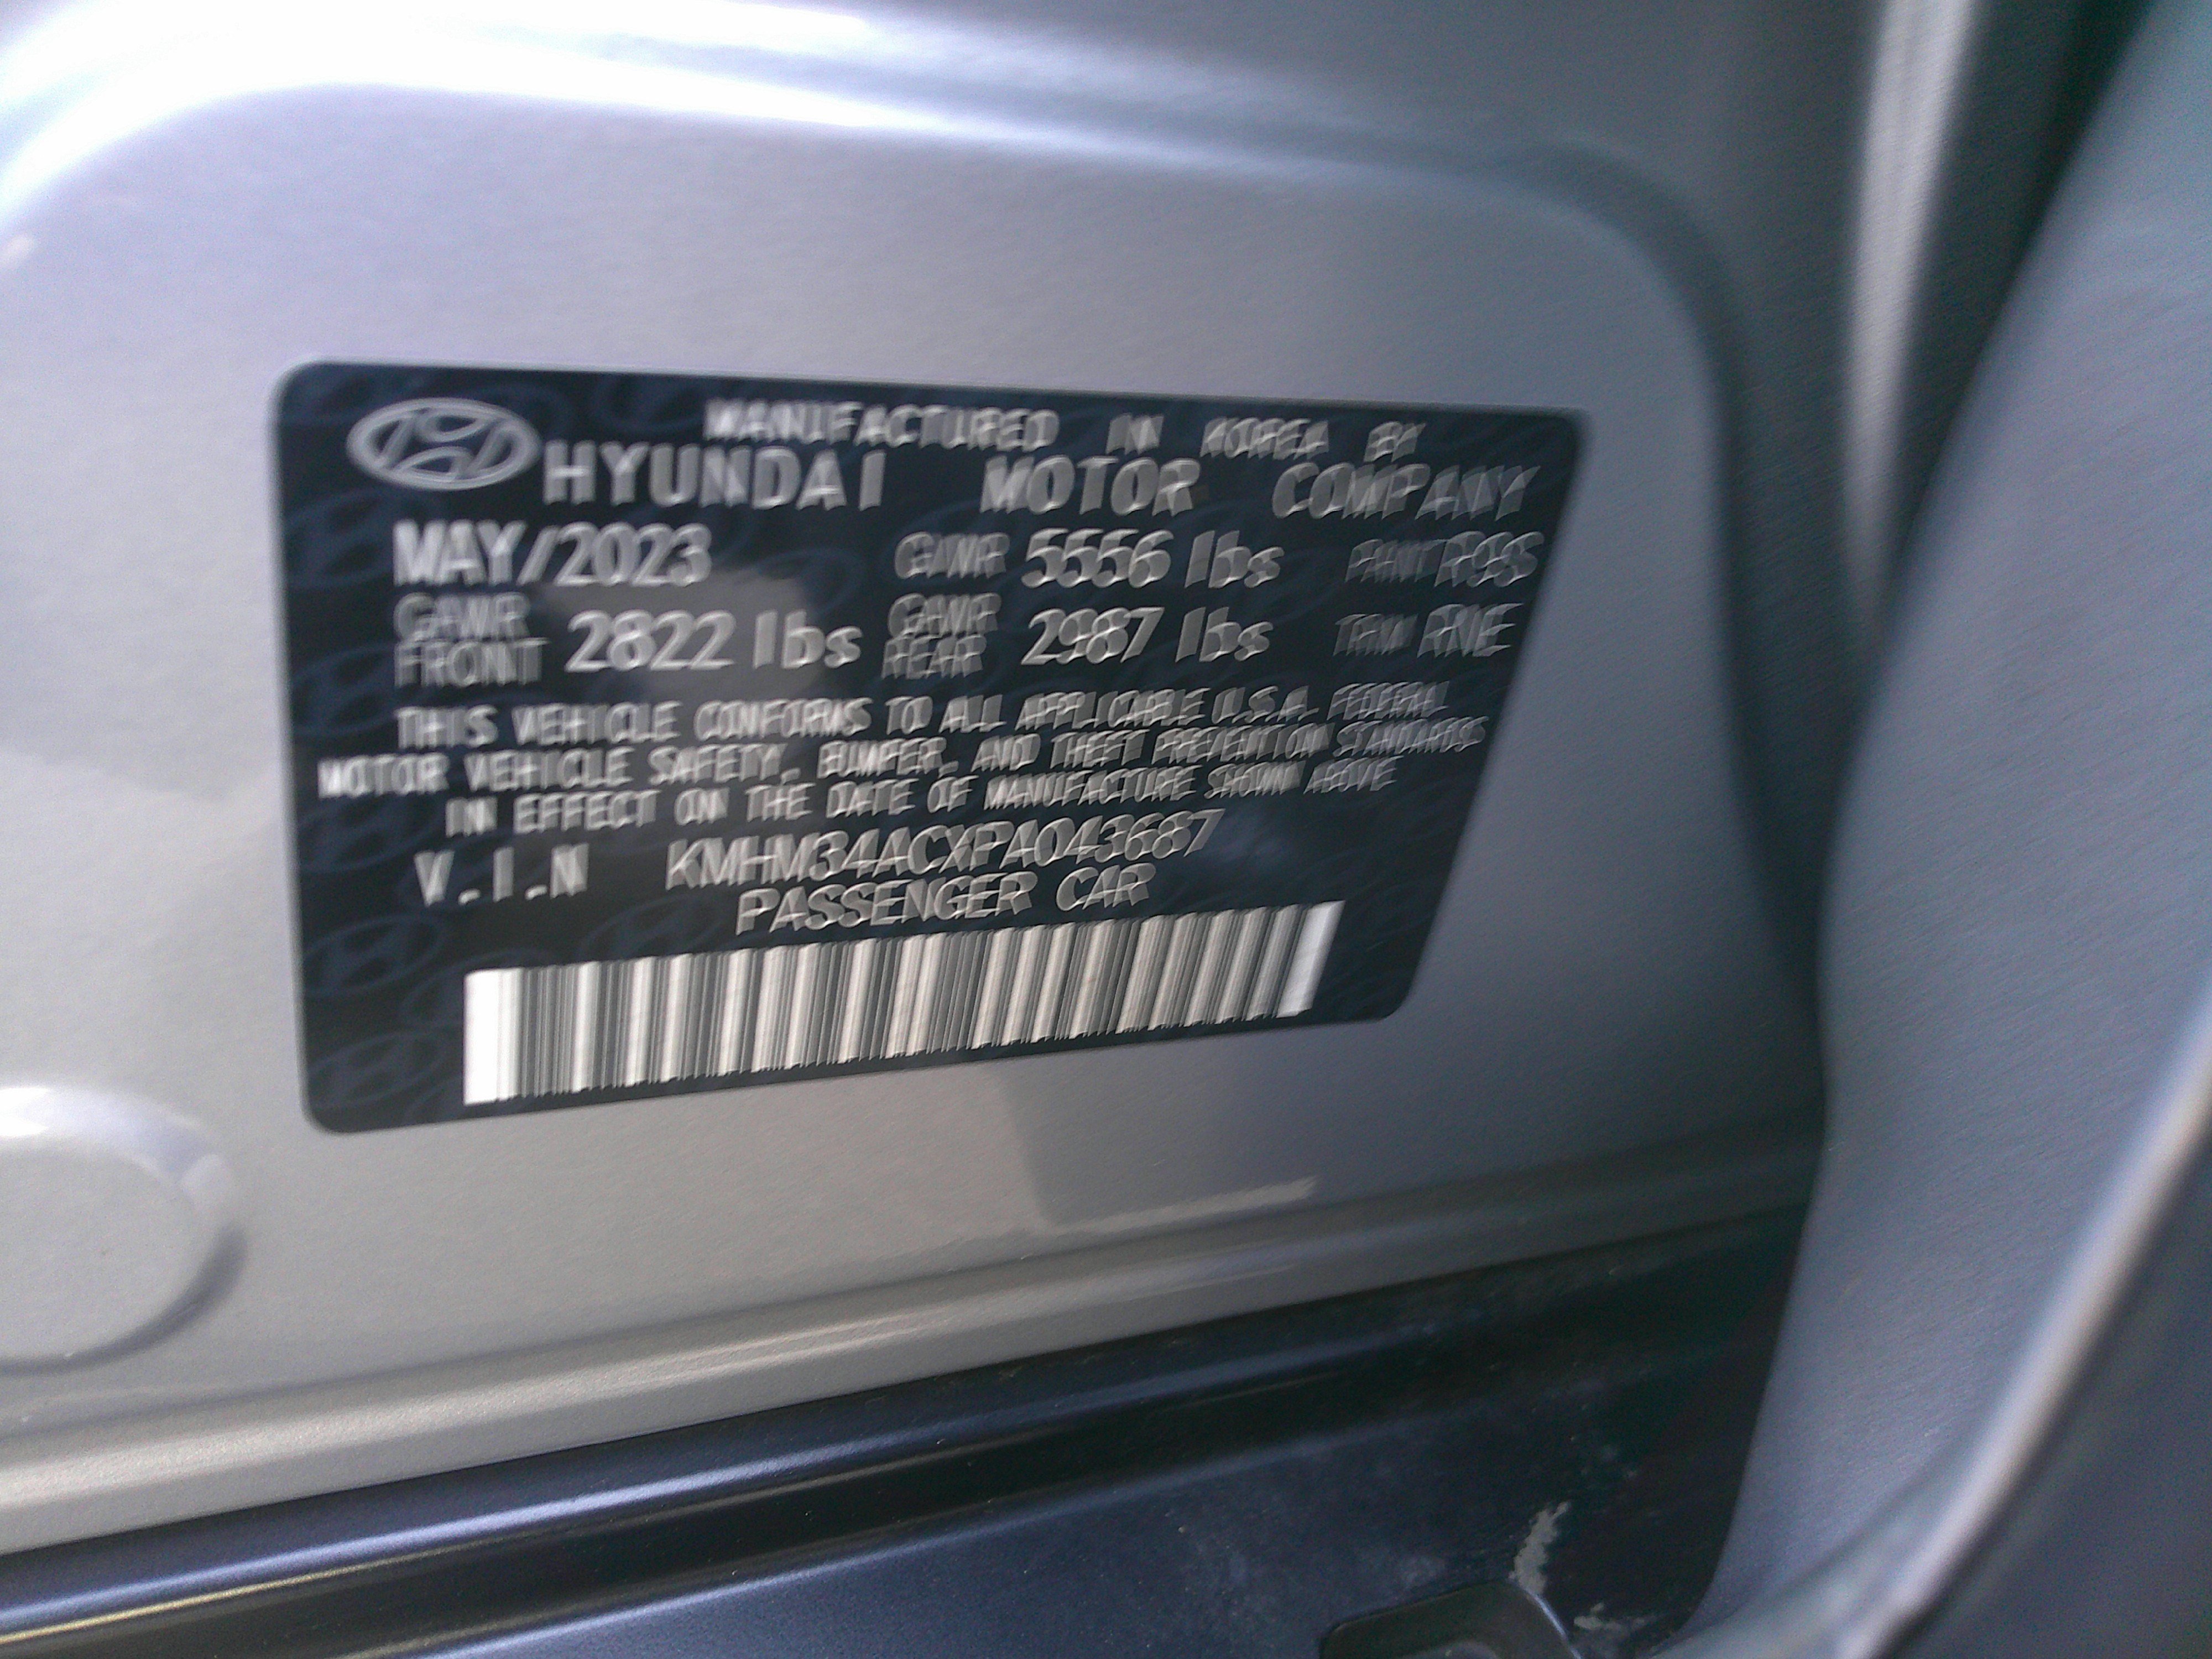 MANUFACTURED IN KOREA BY
HYUNDAI MOTOR COMPANY
MAY/2023 GAWR 5556 lbs PAINT R9S
GAWR FRONT 2822 lbs GAWR REAR 2987 lbs TRIM
THIS VEHICLE CONFORMS TO ALL APPLICABLE U.S.A. FEDERAL
MOTOR VEHICLE SAFETY, BUMPER, AND THEFT PREVENTION STANDARDS
IN EFFECT ON THE DATE OF MANUFACTURE SHOWN ABOVE
V.I.N KMHM34ACXPA043687
PASSENGER CAR